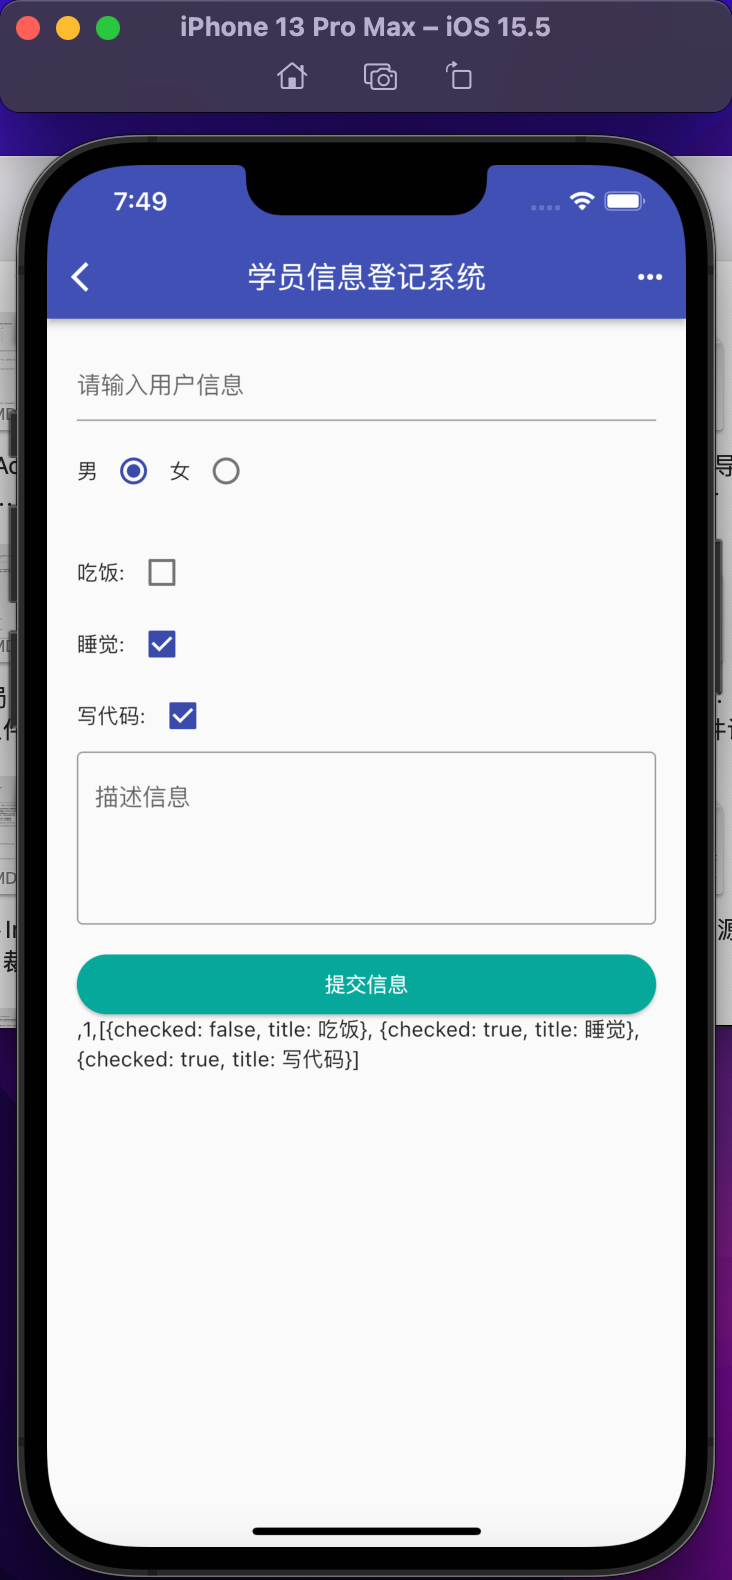 iPhone 13 Pro Max – iOS 15.5
7:49
学员信息登记系统
请输入用户信息
男 女
吃饭:
睡觉:
写代码:
描述信息
提交信息
,1,[{checked: false, title: 吃饭}, {checked: true, title: 睡觉},
{checked: true, title: 写代码}]